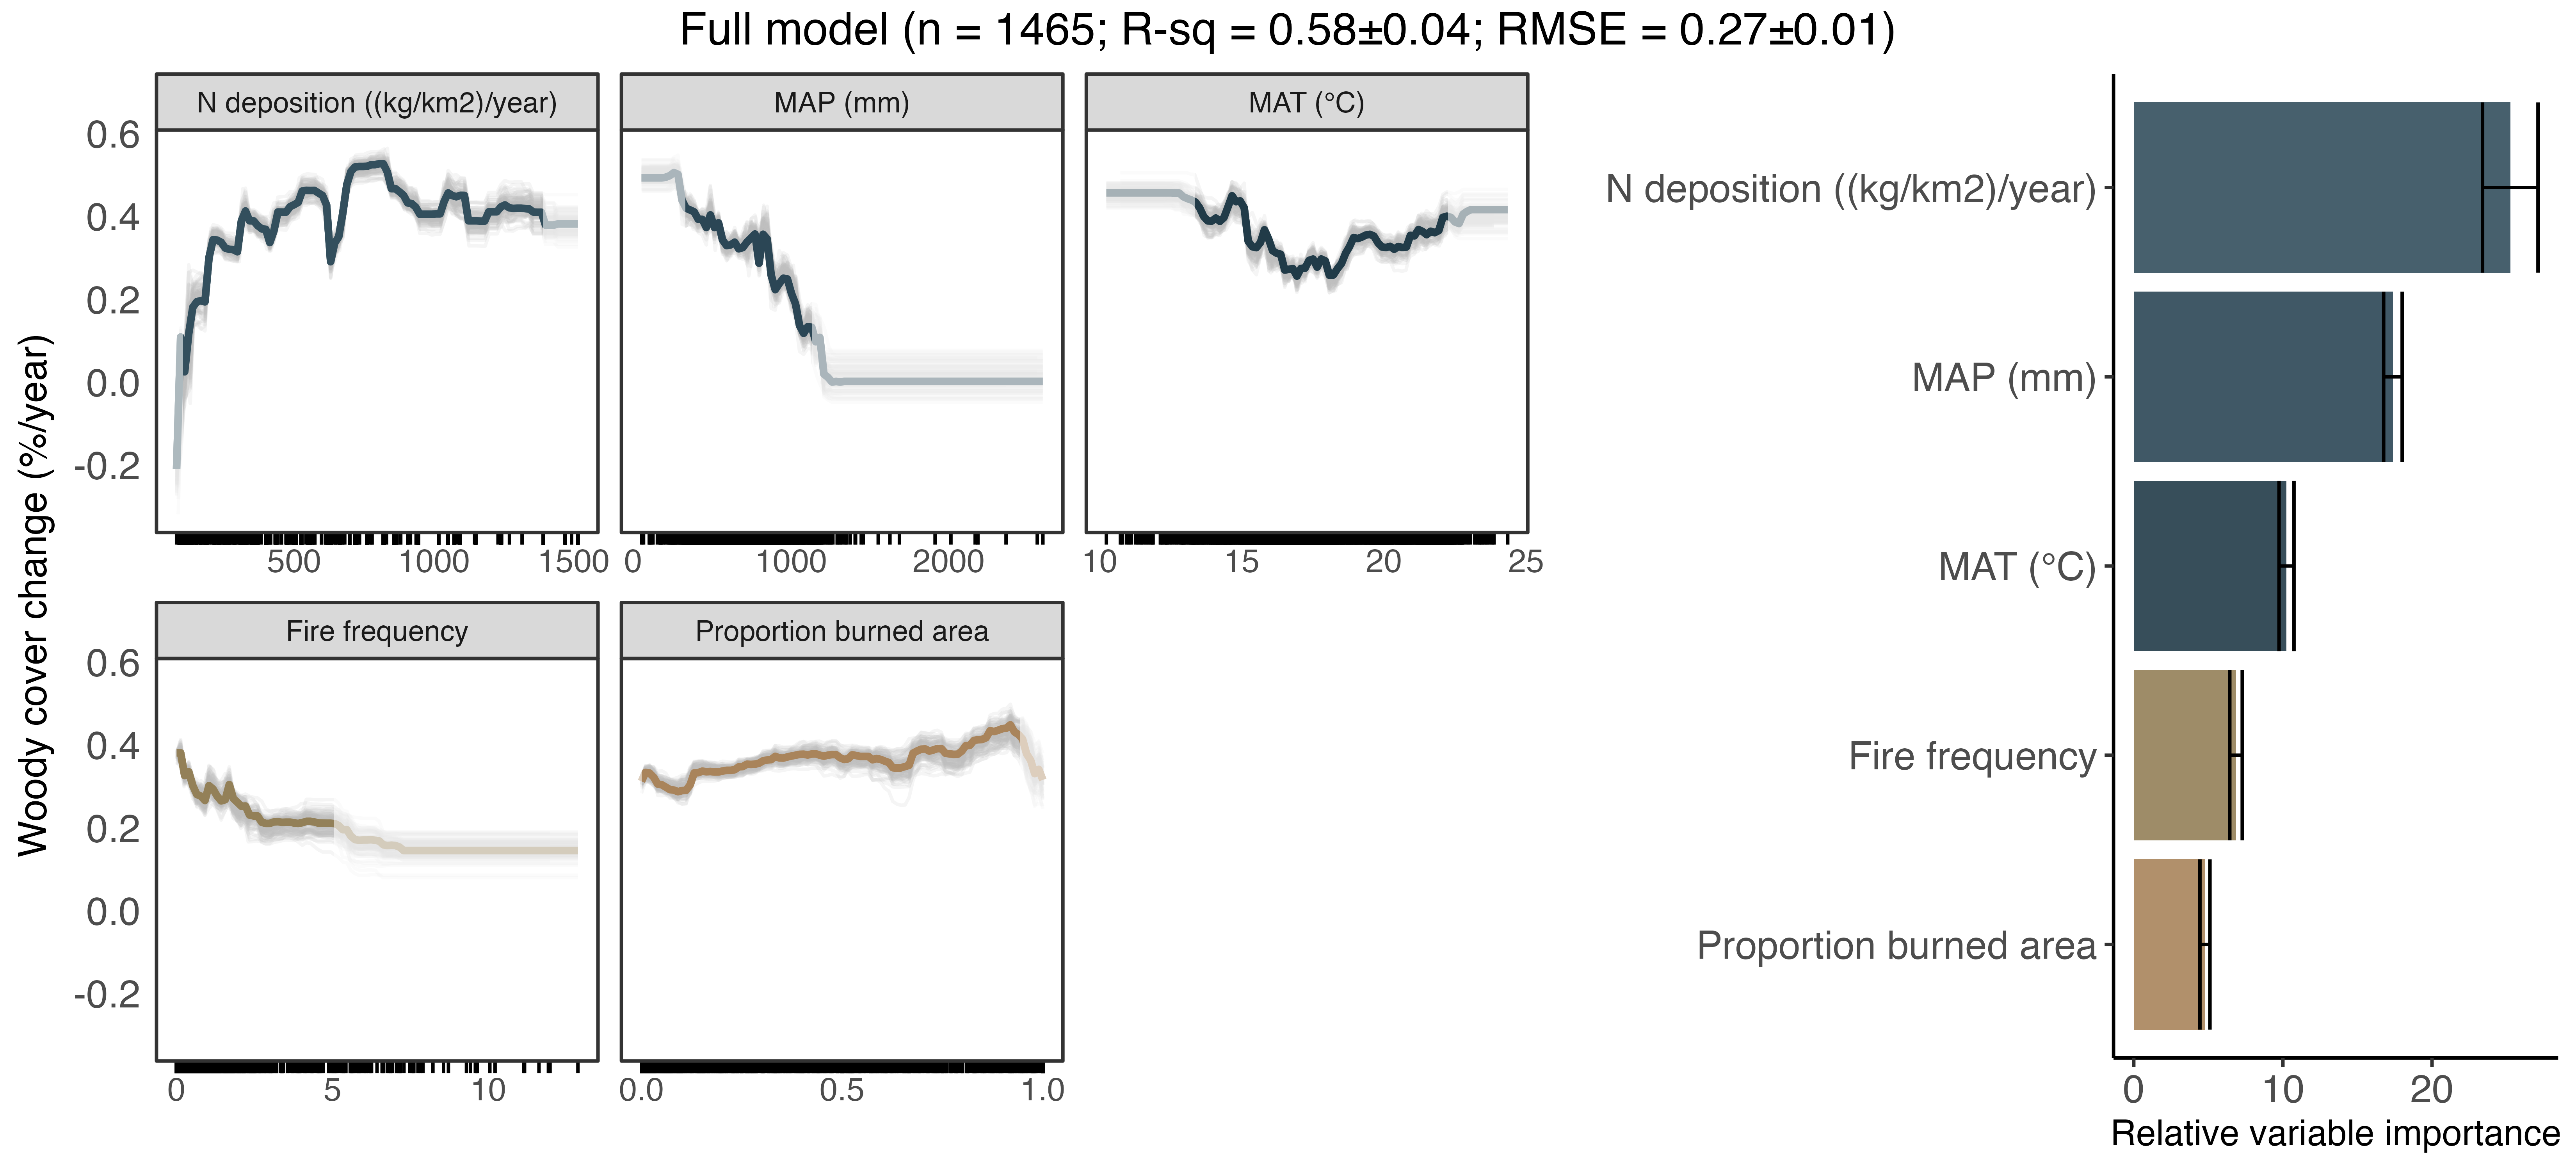 Full model (n = 1465; R-sq = 0.58±0.04; RMSE = 0.27±0.01)
Woody cover change (%/year)
N deposition ((kg/km2)/year)
MAP (mm)
MAT (°C)
0.6
0.4
0.2
0.0
-0.2
500 1000 1500
0 1000 2000
10 15 20 25
Fire frequency
Proportion burned area
0.6
0.4
0.2
0.0
-0.2
0 5 10
0.0 0.5 1.0
N deposition ((kg/km2)/year)
MAP (mm)
MAT (°C)
Fire frequency
Proportion burned area
0 10 20
Relative variable importance